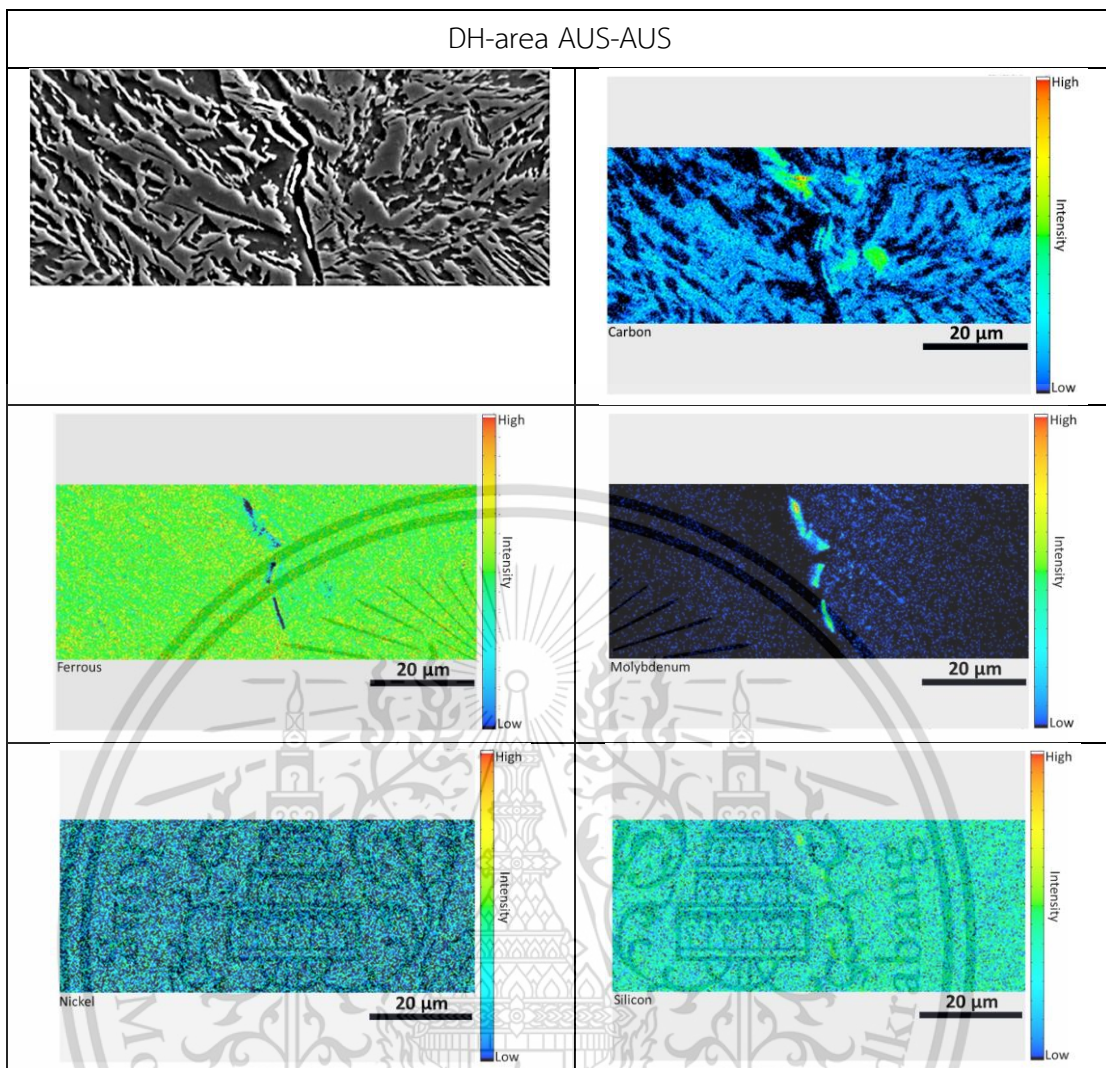 DH-area AUS-AUS
High
Intensity
Low
Carbon
20 μm
High
Intensity
Low
Ferrous
20 μm
High
Intensity
Low
Molybdenum
20 μm
High
Intensity
Low
Nickel
20 μm
High
Intensity
Low
Silicon
20 μm